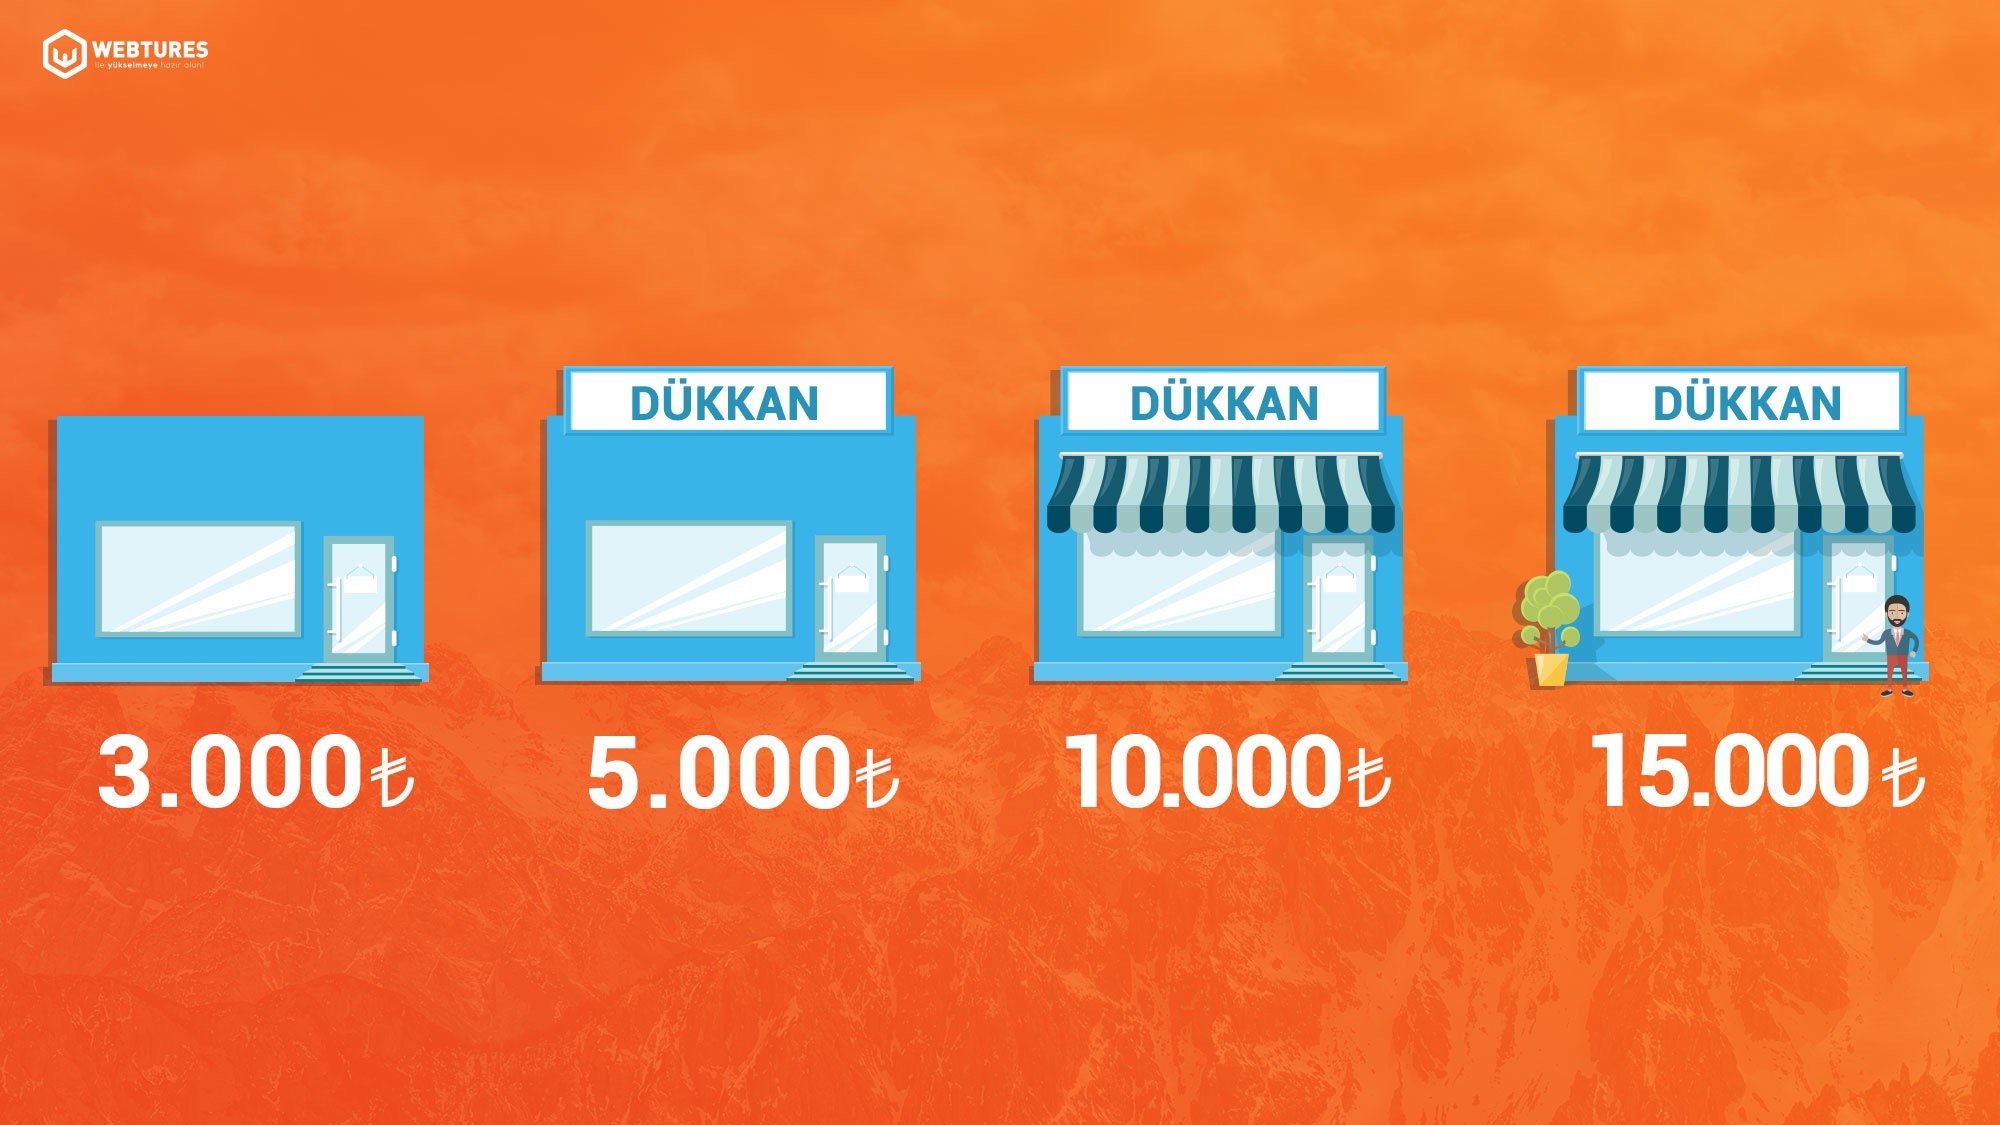 WEBTURES
ile yükselmeye hazır olun!
DÜKKAN
DÜKKAN
DÜKKAN
3.000₺
5.000₺
10.000₺
15.000₺